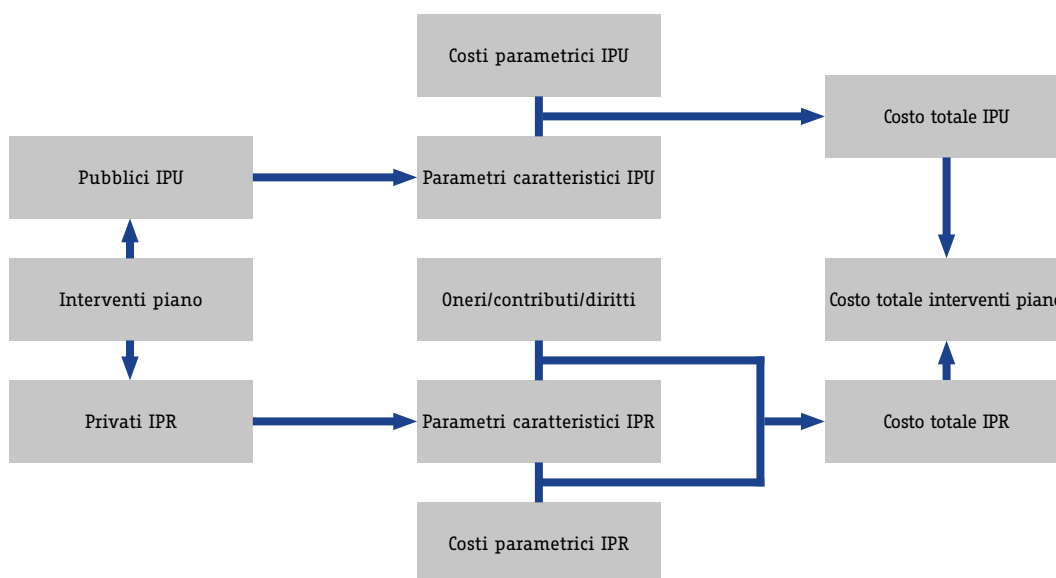 Costi parametrici IPU
Costo totale IPU
Pubblici IPU
Parametri caratteristici IPU
Interventi piano
Oneri/contributi/diritti
Costo totale interventi piano
Privati IPR
Parametri caratteristici IPR
Costo totale IPR
Costi parametrici IPR